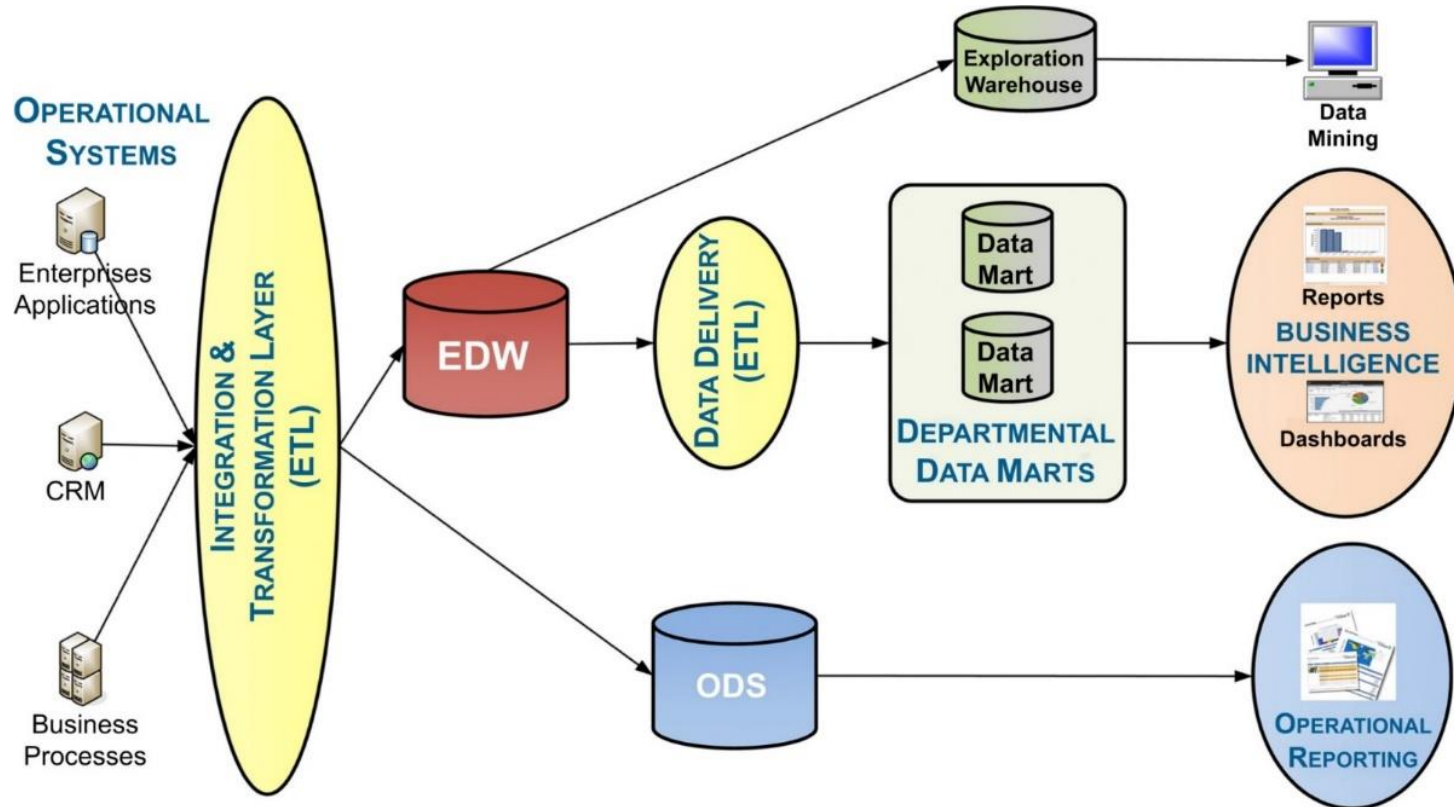 OPERATIONAL
SYSTEMS
Enterprises
Applications
CRM
Business
Processes
INTEGRATION &
TRANSFORMATION LAYER
(ETL)
EDW
Exploration
Warehouse
Data
Mining
DATA DELIVERY
(ETL)
Data
Mart
Data
Mart
DEPARTMENTAL
DATA MARTS
Reports
BUSINESS
INTELLIGENCE
Dashboards
ODS
OPERATIONAL
REPORTING